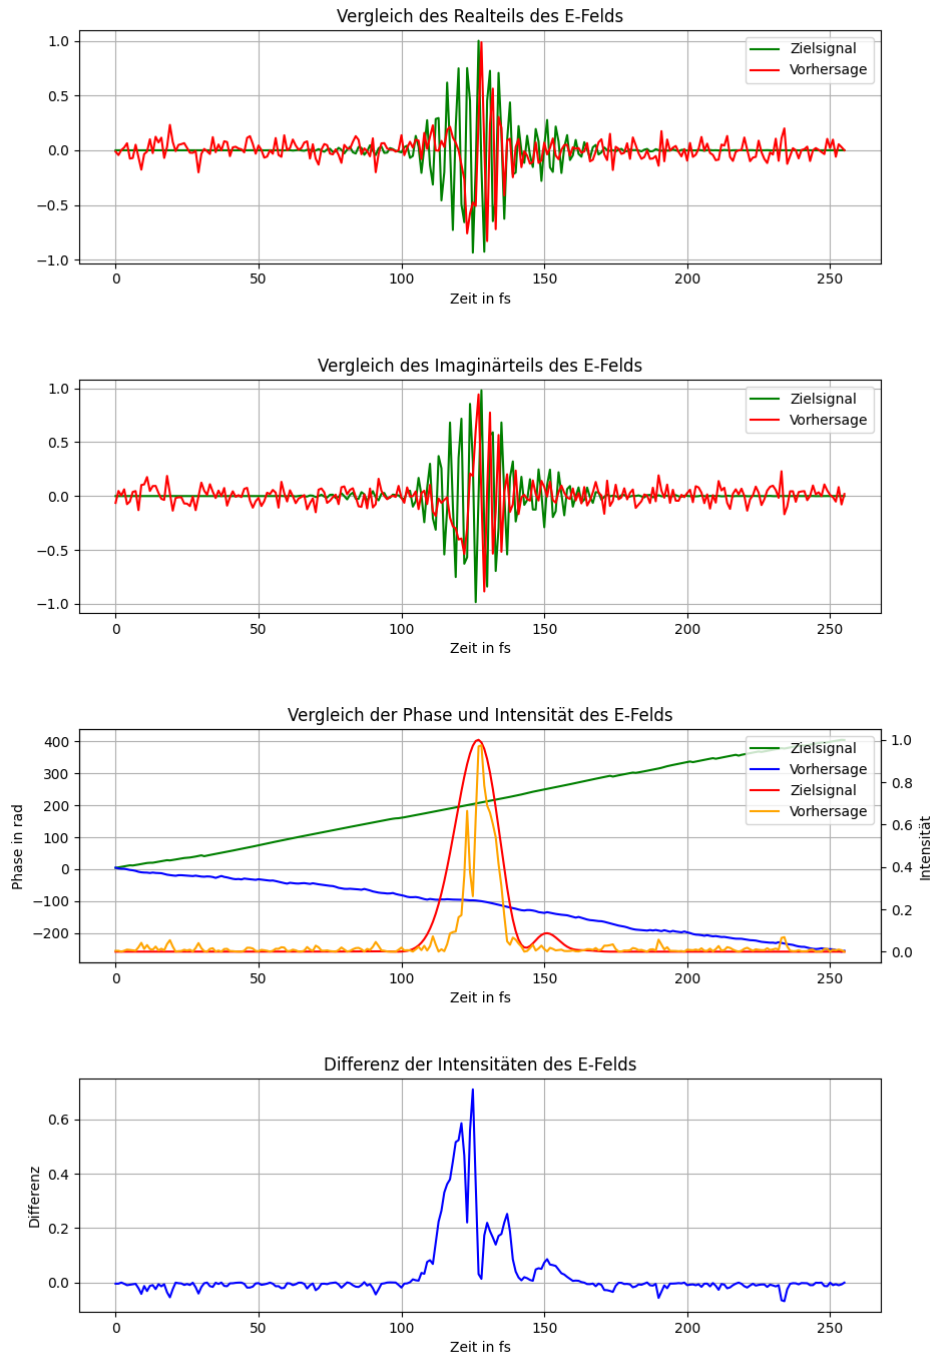 Vergleich des Realteils des E-Felds
1.0
0.5
0.0
−0.5
−1.0
Zielsignal
Vorhersage
0 50 100 150 200 250
Zeit in fs
Vergleich des Imaginärteils des E-Felds
1.0
0.5
0.0
−0.5
−1.0
Zielsignal
Vorhersage
0 50 100 150 200 250
Zeit in fs
Vergleich der Phase und Intensität des E-Felds
Phase in rad
400
300
200
100
0
−100
−200
Zielsignal
Vorhersage
Zielsignal
Vorhersage
1.0
0.8
0.6
0.4
0.2
0.0
Intensität
0 50 100 150 200 250
Zeit in fs
Differenz der Intensitäten des E-Felds
Differenz
0.6
0.4
0.2
0.0
0 50 100 150 200 250
Zeit in fs